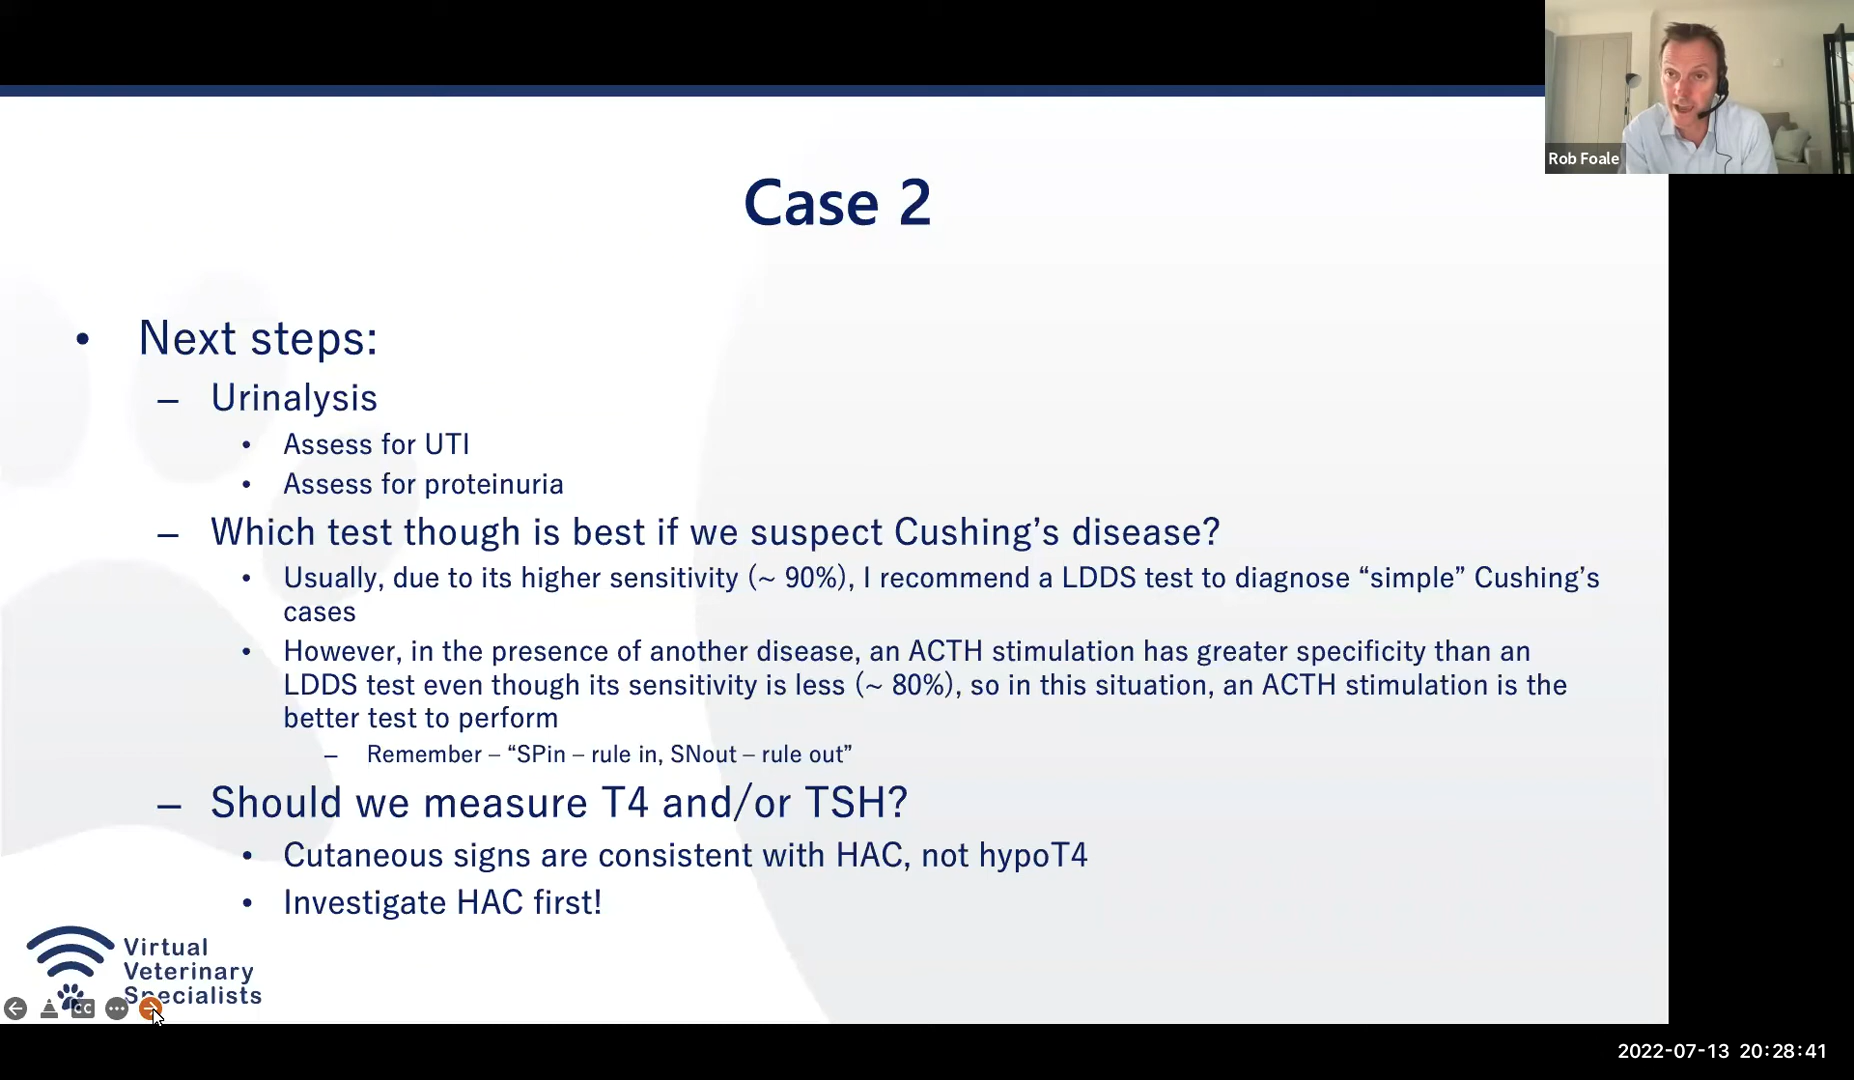 Rob Foale
Case 2
• Next steps:
– Urinalysis
• Assess for UTI
• Assess for proteinuria
– Which test though is best if we suspect Cushing’s disease?
• Usually, due to its higher sensitivity (~ 90%), I recommend a LDDS test to diagnose “simple” Cushing’s
cases
• However, in the presence of another disease, an ACTH stimulation has greater specificity than an
LDDS test even though its sensitivity is less (~ 80%), so in this situation, an ACTH stimulation is the
better test to perform
– Remember – “SPin – rule in, SNout – rule out”
– Should we measure T4 and/or TSH?
• Cutaneous signs are consistent with HAC, not hypoT4
• Investigate HAC first!
Virtual
Veterinary
Specialists
CC
2022-07-13 20:28:41